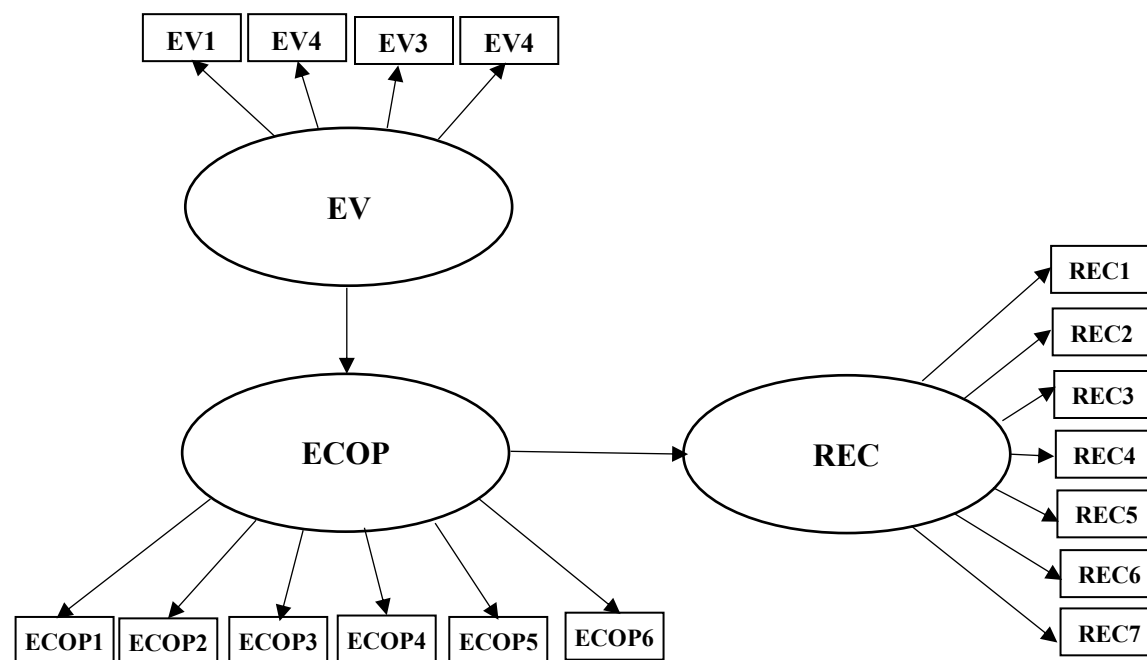 EV1
EV4
EV3
EV4
EV
REC1
REC2
REC3
REC4
REC5
REC6
REC7
ECOP
REC
ECOP1
ECOP2
ECOP3
ECOP4
ECOP5
ECOP6